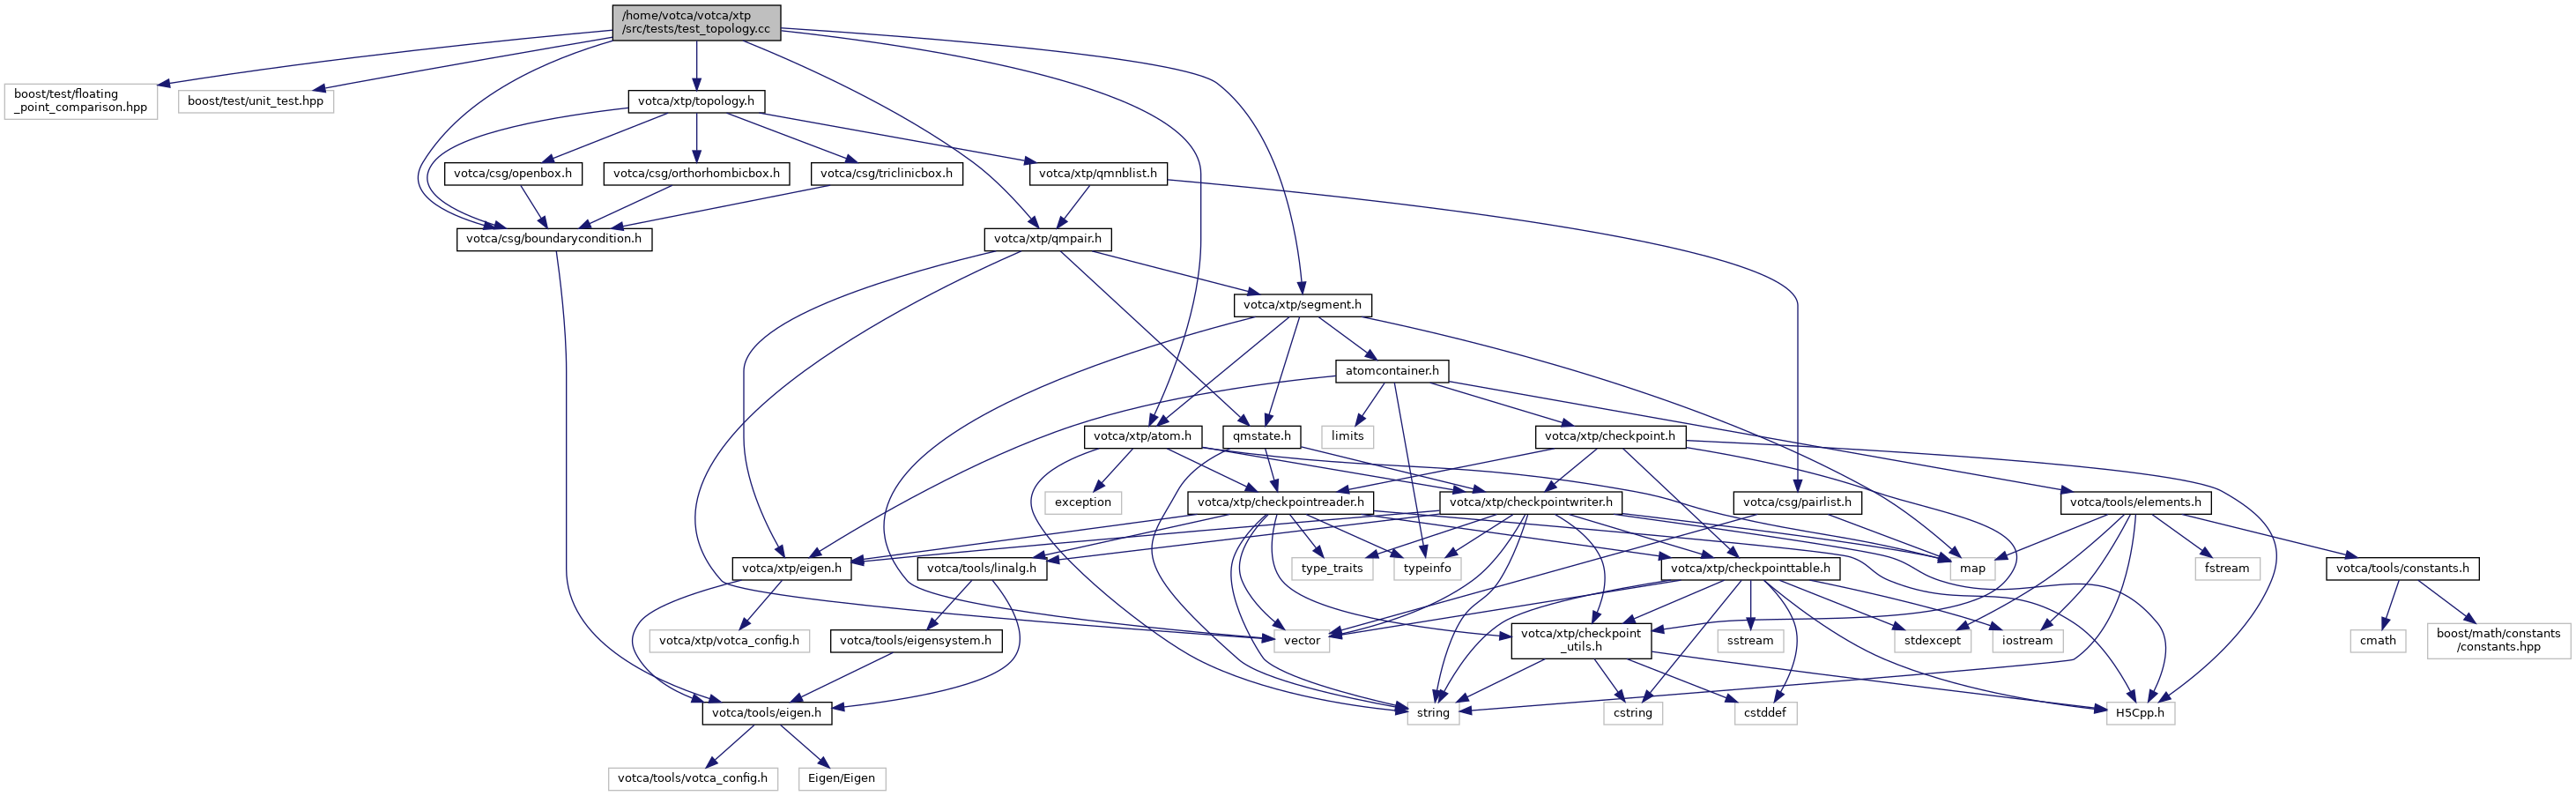 /home/votca/votca/xtp
/src/tests/test_topology.cc
boost/test/floating
_point_comparison.hpp
boost/test/unit_test.hpp
votca/xtp/topology.h
votca/csg/openbox.h
votca/csg/orthorhombicbox.h
votca/csg/triclinicbox.h
votca/xtp/qmnblist.h
votca/csg/boundarycondition.h
votca/xtp/qmpair.h
votca/xtp/segment.h
atomcontainer.h
votca/xtp/atom.h
qmstate.h
limits
votca/xtp/checkpoint.h
exception
votca/xtp/checkpointreader.h
votca/xtp/checkpointwriter.h
votca/csg/pairlist.h
votca/tools/elements.h
votca/xtp/eigen.h
votca/tools/linalg.h
type_traits
typeinfo
votca/xtp/checkpointtable.h
map
fstream
votca/tools/constants.h
votca/xtp/votca_config.h
votca/tools/eigensystem.h
vector
votca/xtp/checkpoint
_utils.h
sstream
stdexcept
iostream
cmath
boost/math/constants
/constants.hpp
votca/tools/eigen.h
string
cstring
cstddef
H5Cpp.h
votca/tools/votca_config.h
Eigen/Eigen